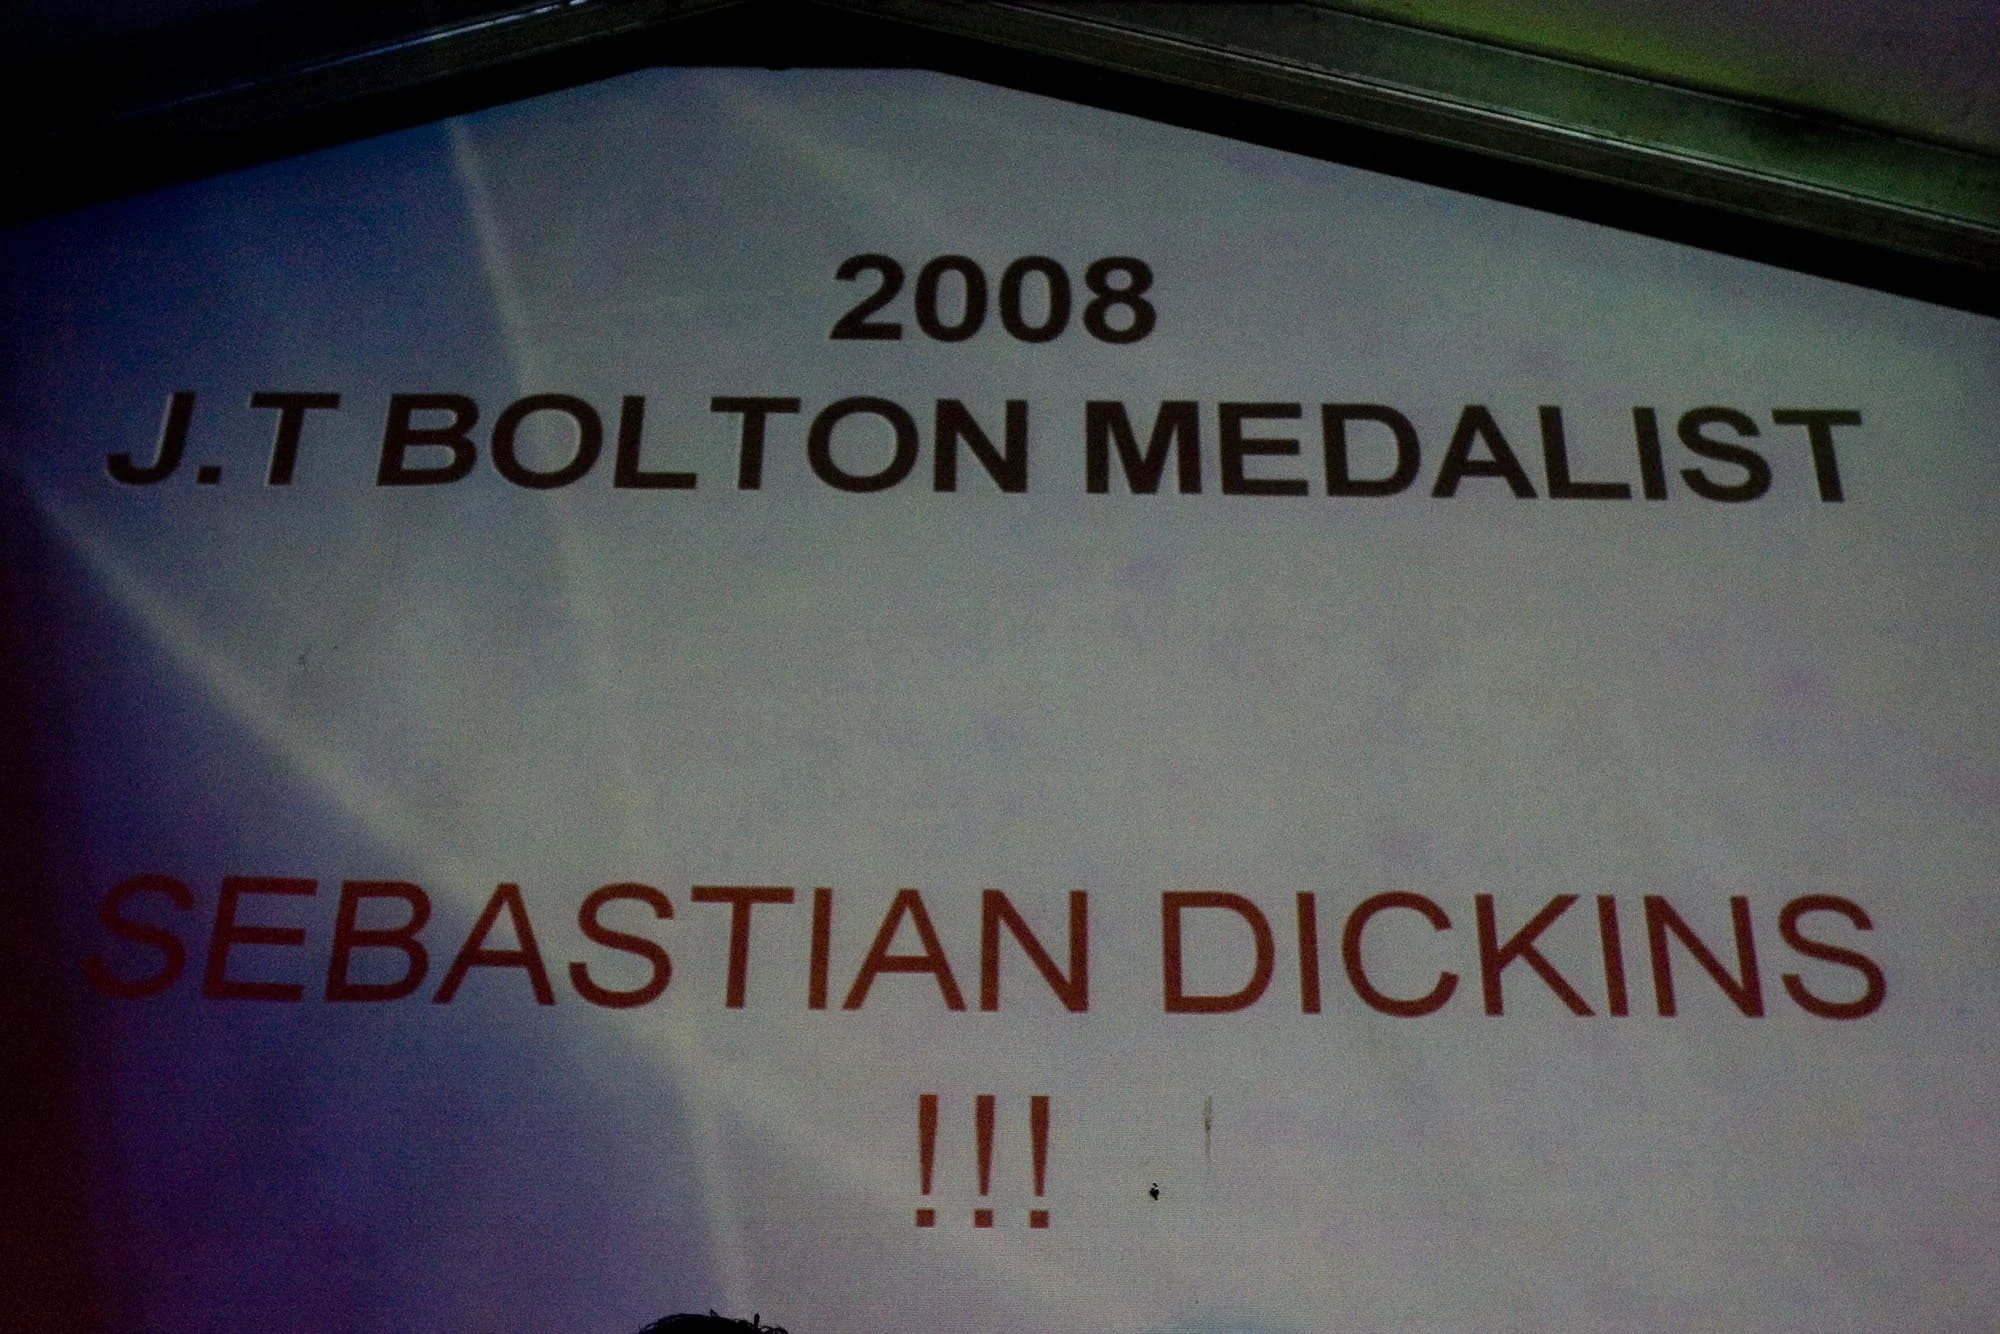 2008
J.T BOLTON MEDALIST
SEBASTIAN DICKINS
!!!